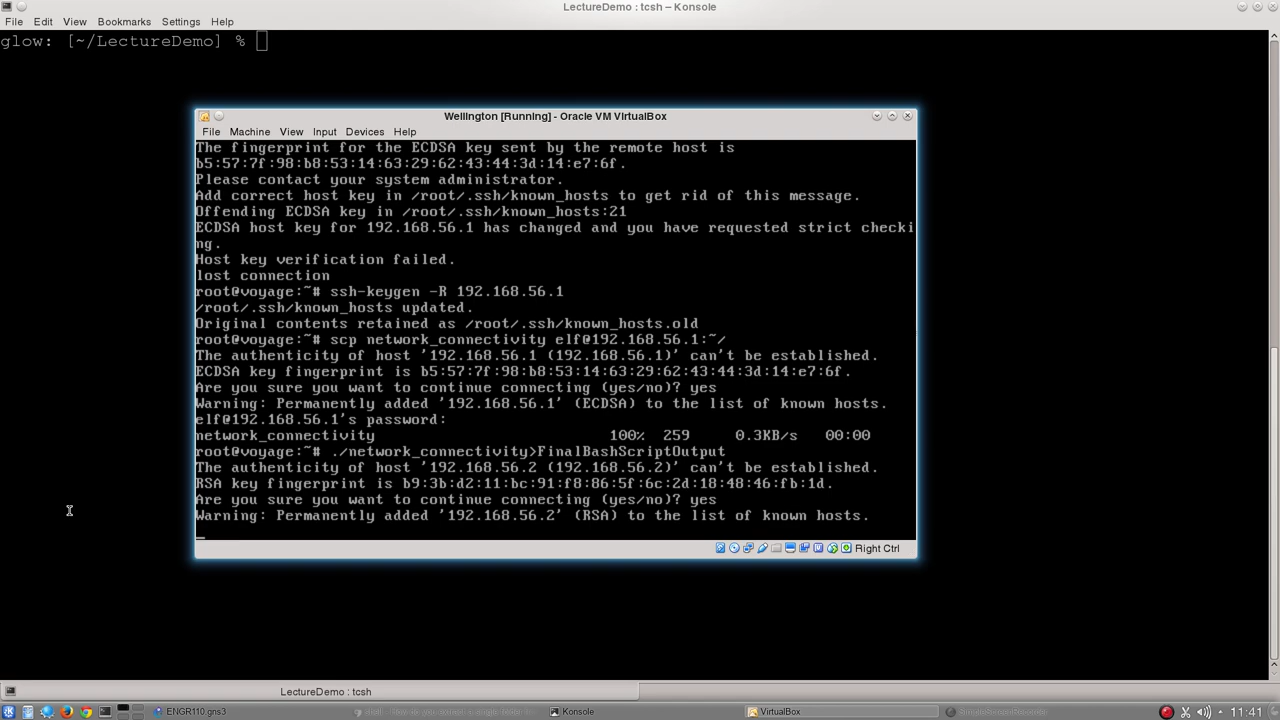 LectureDemo : tcsh – Konsole
File Edit View Bookmarks Settings Help
glow: [~/LectureDemo] %
Wellington [Running] - Oracle VM VirtualBox
File Machine View Input Devices Help
The fingerprint for the ECDSA key sent by the remote host is
b5:57:7f:98:b8:53:14:63:29:62:43:44:3d:14:e7:6f.
Please contact your system administrator.
Add correct host key in /root/.ssh/known_hosts to get rid of this message.
Offending ECDSA key in /root/.ssh/known_hosts:21
ECDSA host key for 192.168.56.1 has changed and you have requested strict checki
ng.
Host key verification failed.
lost connection
root@voyage:~# ssh-keygen -R 192.168.56.1
/root/.ssh/known_hosts updated.
Original contents retained as /root/.ssh/known_hosts.old
root@voyage:~# scp network_connectivity elf@192.168.56.1:~/
The authenticity of host '192.168.56.1 (192.168.56.1)' can't be established.
ECDSA key fingerprint is b5:57:7f:98:b8:53:14:63:29:62:43:44:3d:14:e7:6f.
Are you sure you want to continue connecting (yes/no)? yes
Warning: Permanently added '192.168.56.1' (ECDSA) to the list of known hosts.
elf@192.168.56.1's password:
network_connectivity 100% 259 0.3KB/s 00:00
root@voyage:~# ./network_connectivity>FinalBashScriptOutput
The authenticity of host '192.168.56.2 (192.168.56.2)' can't be established.
RSA key fingerprint is b9:3b:d2:11:bc:91:f8:86:5f:6c:2d:18:48:46:fb:1d.
Are you sure you want to continue connecting (yes/no)? yes
Warning: Permanently added '192.168.56.2' (RSA) to the list of known hosts.
Right Ctrl
LectureDemo : tcsh
ENGR110.gns3
Konsole
VirtualBox
SimpleScreenRecorder
11:41